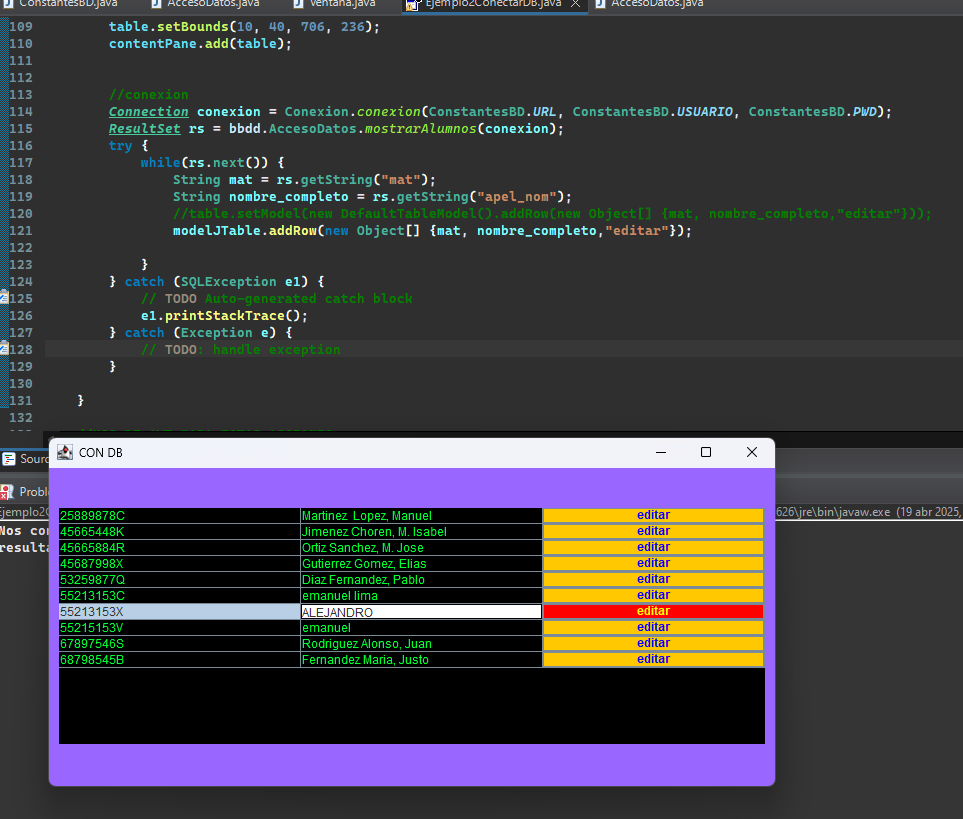 ConstantesBD.java AccesoDatos.java Ventana.java Ejemplo2ConectarDB.java AccesoDatos.java
109 table.setBounds(10, 40, 706, 236);
110 contentPane.add(table);
111
112
113 //conexion
114 Connection conexion = Conexion.conexion(ConstantesBD.URL, ConstantesBD.USUARIO, ConstantesBD.PWD);
115 ResultSet rs = bbdd.AccesoDatos.mostrarAlumnos(conexion);
116 try {
117 while(rs.next()) {
118 String mat = rs.getString("mat");
119 String nombre_completo = rs.getString("apel_nom");
120 //table.setModel(new DefaultTableModel().addRow(new Object[] {mat, nombre_completo,"editar"}));
121 modelJTable.addRow(new Object[] {mat, nombre_completo,"editar"});
122
123 }
124 } catch (SQLException e1) {
125 // TODO Auto-generated catch block
126 e1.printStackTrace();
127 } catch (Exception e) {
128 // TODO: handle exception
129 }
130
131 }
132
CON DB
Sourc
Proble
Ejemplo2C 626\jre\bin\javaw.exe (19 abr 2025,
Nos con
resulta
25889878C Martinez Lopez, Manuel editar
45665448K Jimenez Choren, M. Isabel editar
45665884R Ortiz Sanchez, M. Jose editar
45687998X Gutierrez Gomez, Elias editar
53259877Q Diaz Fernandez, Pablo editar
55213153C emanuel lima editar
55213153X ALEJANDRO editar
55215153V emanuel editar
67897546S Rodriguez Alonso, Juan editar
68798545B Fernandez Maria, Justo editar